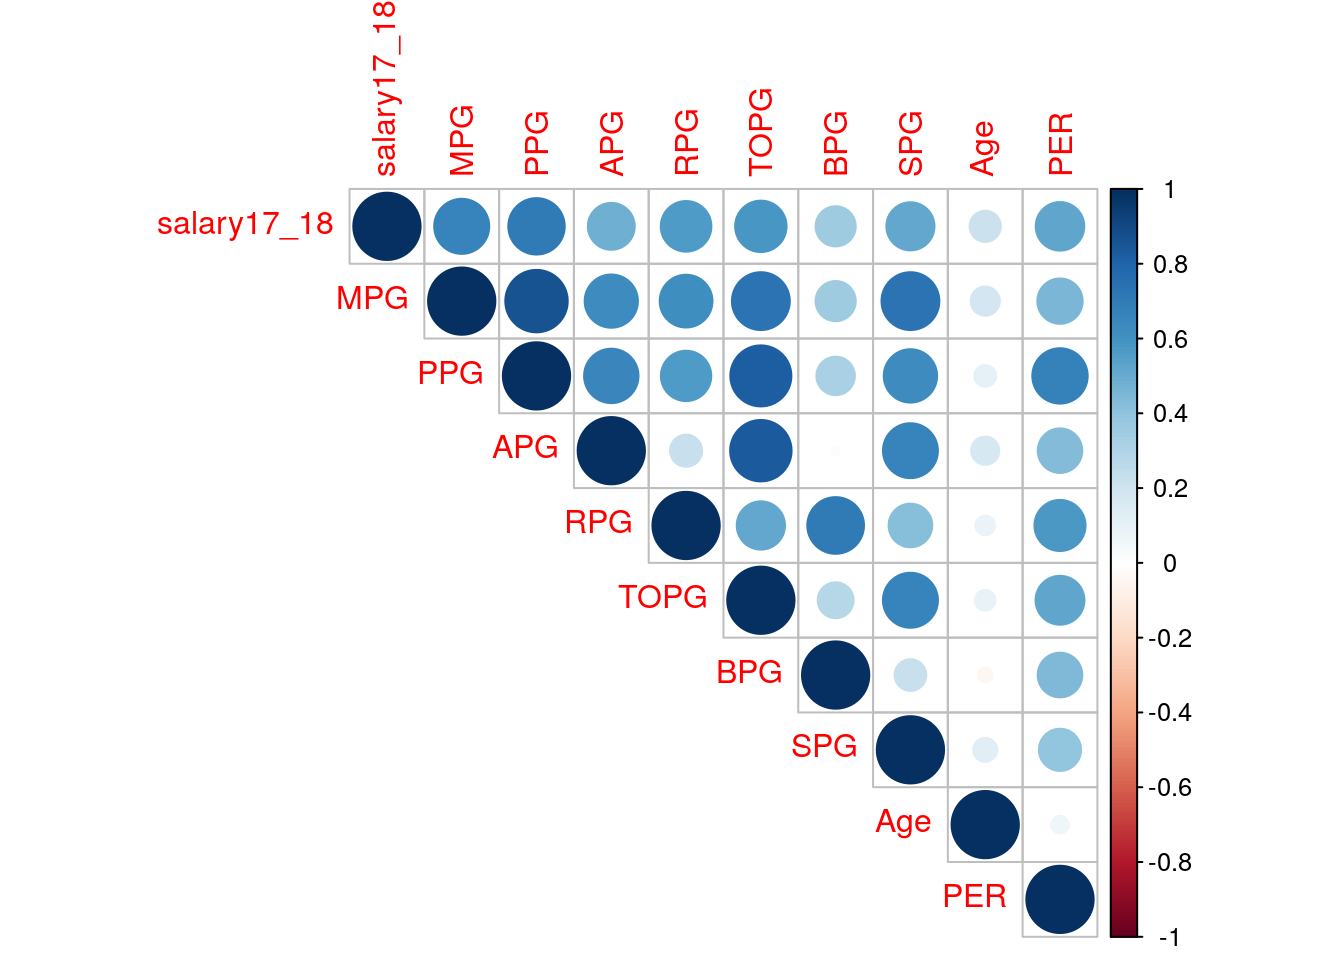 salary17_18
MPG
PPG
APG
RPG
TOPG
BPG
SPG
Age
PER
salary17_18
MPG
PPG
APG
RPG
TOPG
BPG
SPG
Age
PER
1
0.8
0.6
0.4
0.2
0
-0.2
-0.4
-0.6
-0.8
-1